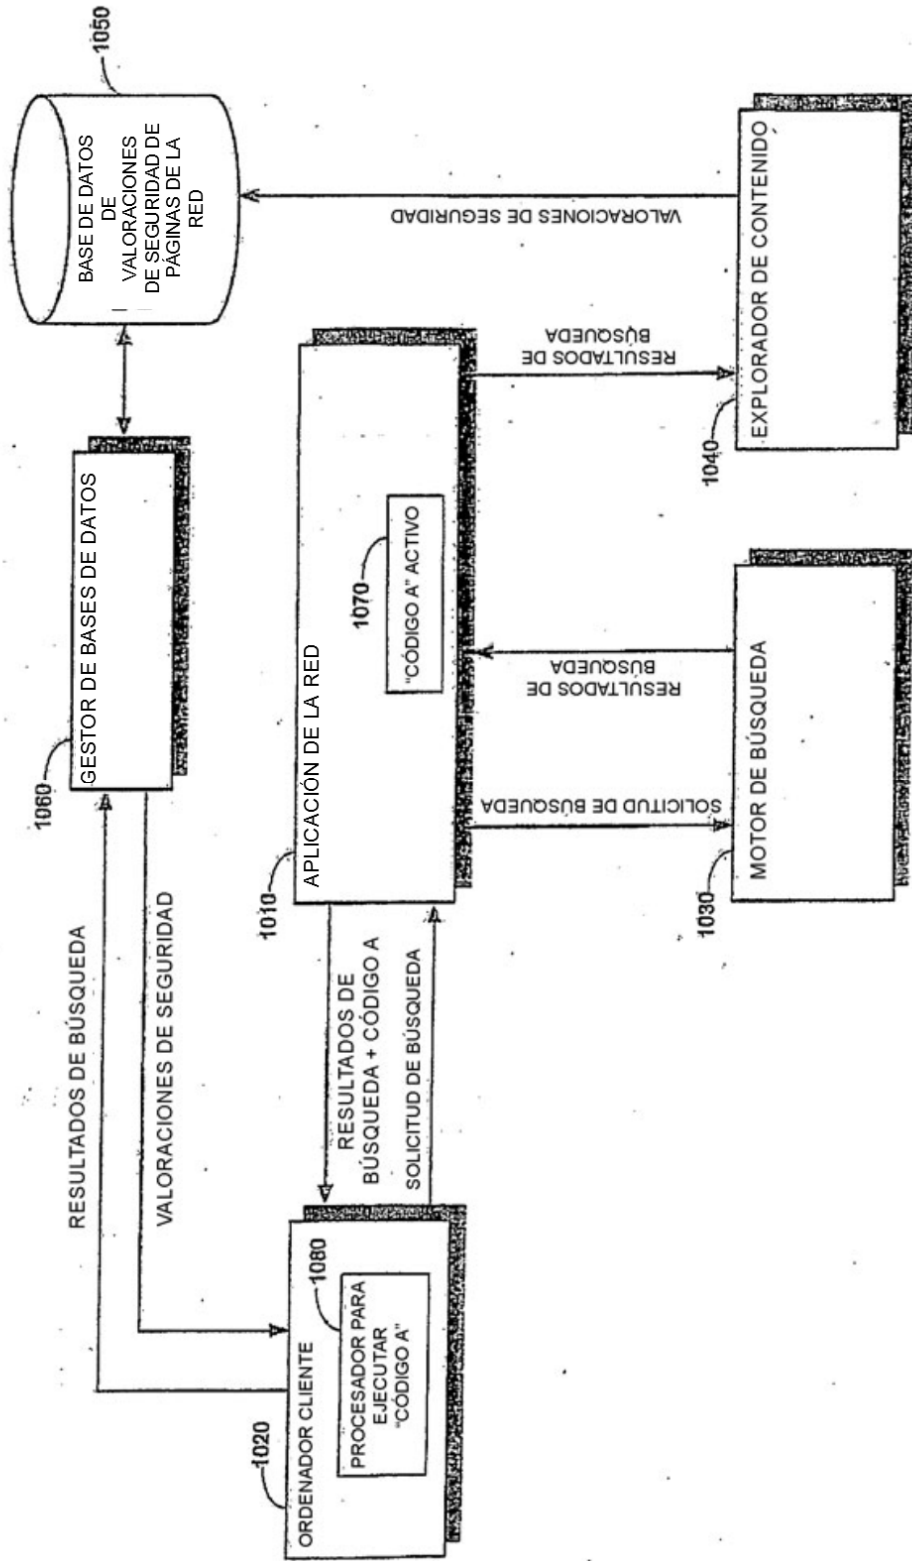 1050
BASE DE DATOS
DE
VALORACIONES
DE SEGURIDAD DE
PÁGINAS DE LA
RED
1060
GESTOR DE BASES DE DATOS
RESULTADOS DE BÚSQUEDA
VALORACIONES DE SEGURIDAD
1020
ORDENADOR CLIENTE
1080
PROCESADOR PARA
EJECUTAR
"CÓDIGO A"
RESULTADOS DE
BÚSQUEDA + CÓDIGO A
SOLICITUD DE BÚSQUEDA
1010
APLICACIÓN DE LA RED
1070
"CÓDIGO A" ACTIVO
SOLICITUD DE BÚSQUEDA
RESULTADOS DE
BÚSQUEDA
RESULTADOS DE
BÚSQUEDA
VALORACIONES DE SEGURIDAD
1030
MOTOR DE BÚSQUEDA
1040
EXPLORADOR DE CONTENIDO